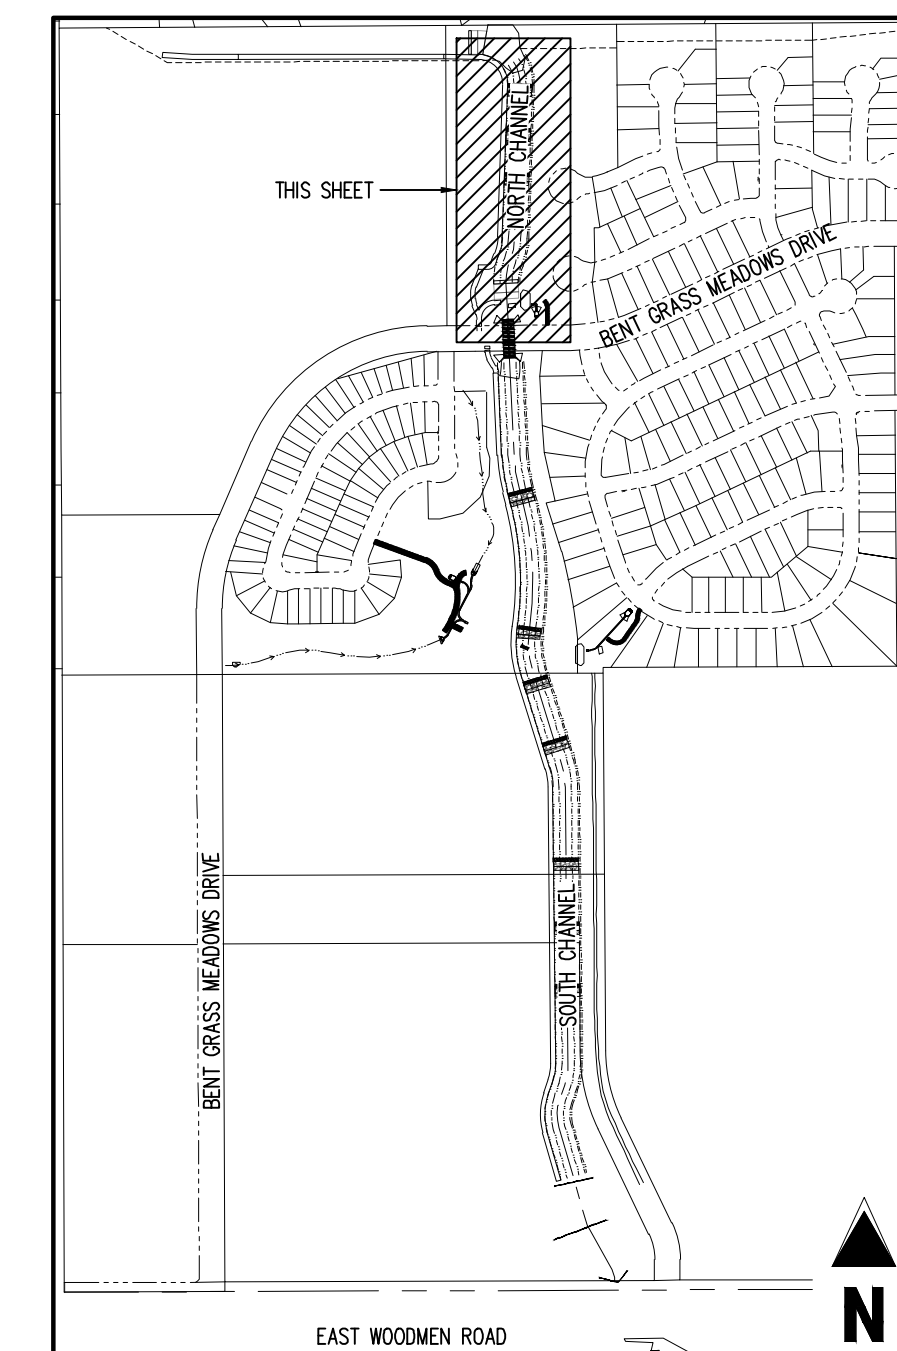 NORTH CHANNEL
THIS SHEET
BENT GRASS MEADOWS DRIVE
BENT GRASS MEADOWS DRIVE
SOUTH CHANNEL
N
EAST WOODMEN ROAD